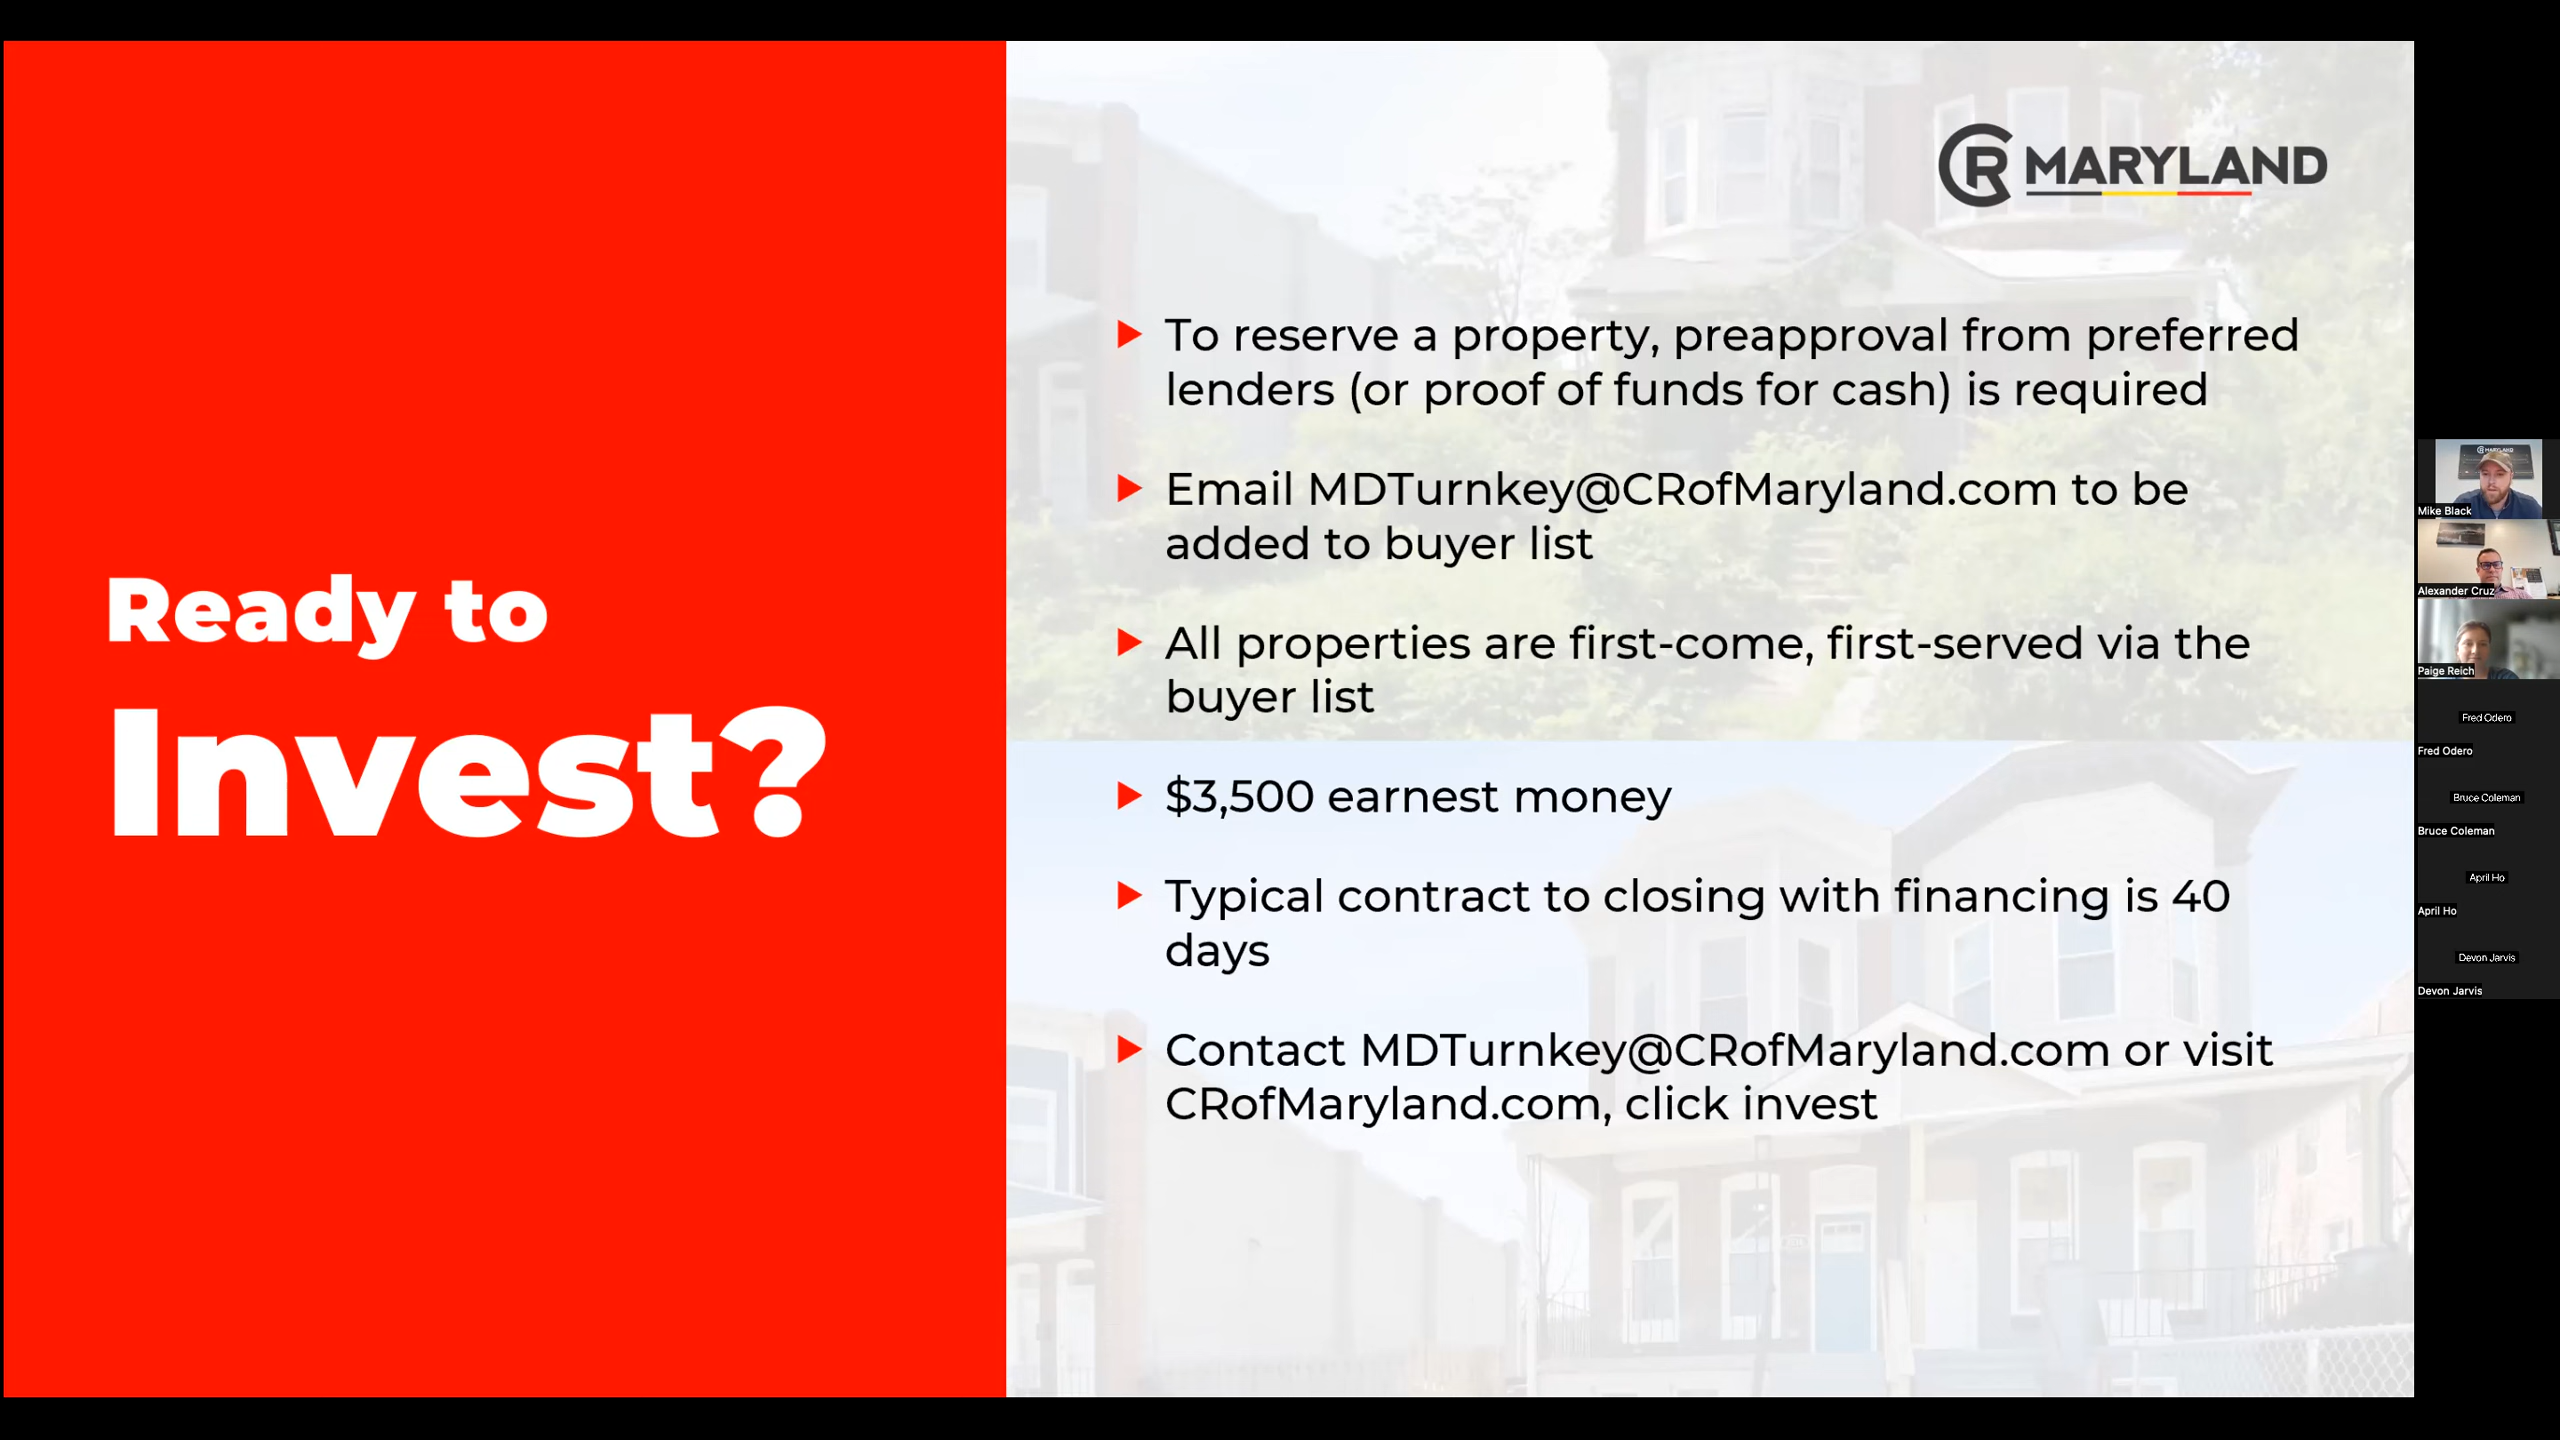 Ready to
Invest?
CR MARYLAND
To reserve a property, preapproval from preferred
lenders (or proof of funds for cash) is required
Email MDTurnkey@CRofMaryland.com to be
added to buyer list
All properties are first-come, first-served via the
buyer list
$3,500 earnest money
Typical contract to closing with financing is 40
days
Contact MDTurnkey@CRofMaryland.com or visit
CRofMaryland.com, click invest
CR MARYLAND
Mike Black
Alexander Cruz
Paige Reich
Fred Odero
Fred Odero
Bruce Coleman
Bruce Coleman
April Ho
April Ho
Devon Jarvis
Devon Jarvis